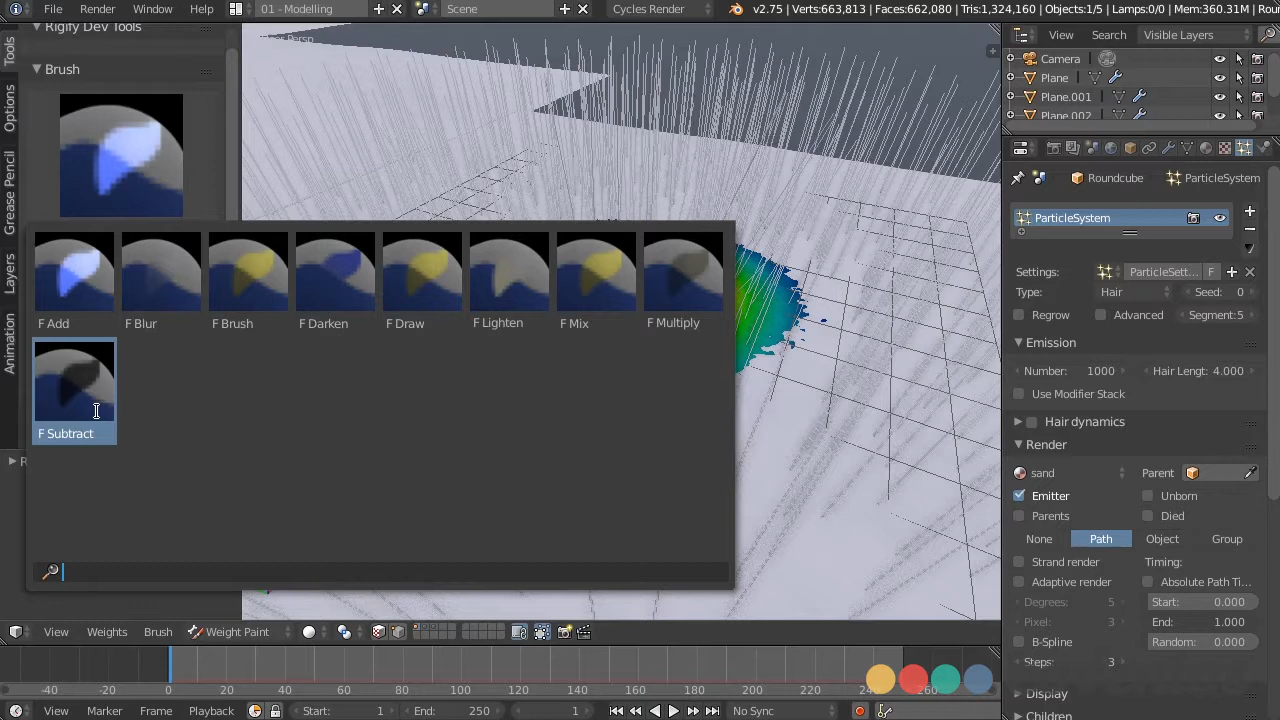 File Render Window Help 01 - Modelling Scene Cycles Render v2.75 | Verts:663,813 | Faces:662,080 | Tris:1,324,160 | Objects:1/5 | Lamps:0/0 | Mem:360.31M |
Rigify Dev Tools
Persp
View Search Visible Layers
Tools
Brush
Camera
Plane
Plane.001
Plane.002
Options
Grease Pencil
Layers
Animation
Roundcube ParticleSystem
ParticleSystem
F Add F Blur F Brush F Darken F Draw F Lighten F Mix F Multiply
F Subtract
Settings: ParticleSett... F
Type: Hair Seed: 0
Regrow Advanced Segment:5
Emission
Number: 1000 Hair Lengt: 4.000
Use Modifier Stack
Hair dynamics
Render
sand Parent
Emitter Unborn
Parents Died
None Path Object Group
Strand render Timing:
Adaptive render Absolute Path Ti...
Degrees: 5 Start: 0.000
Pixel: 3 End: 1.000
B-Spline Random: 0.000
Steps: 3
Display
Children
View Weights Brush Weight Paint
-40 -20 0 20 40 60 80 100 120 140 160 180 200 220 240 260
View Marker Frame Playback Start: 1 End: 250 1 No Sync